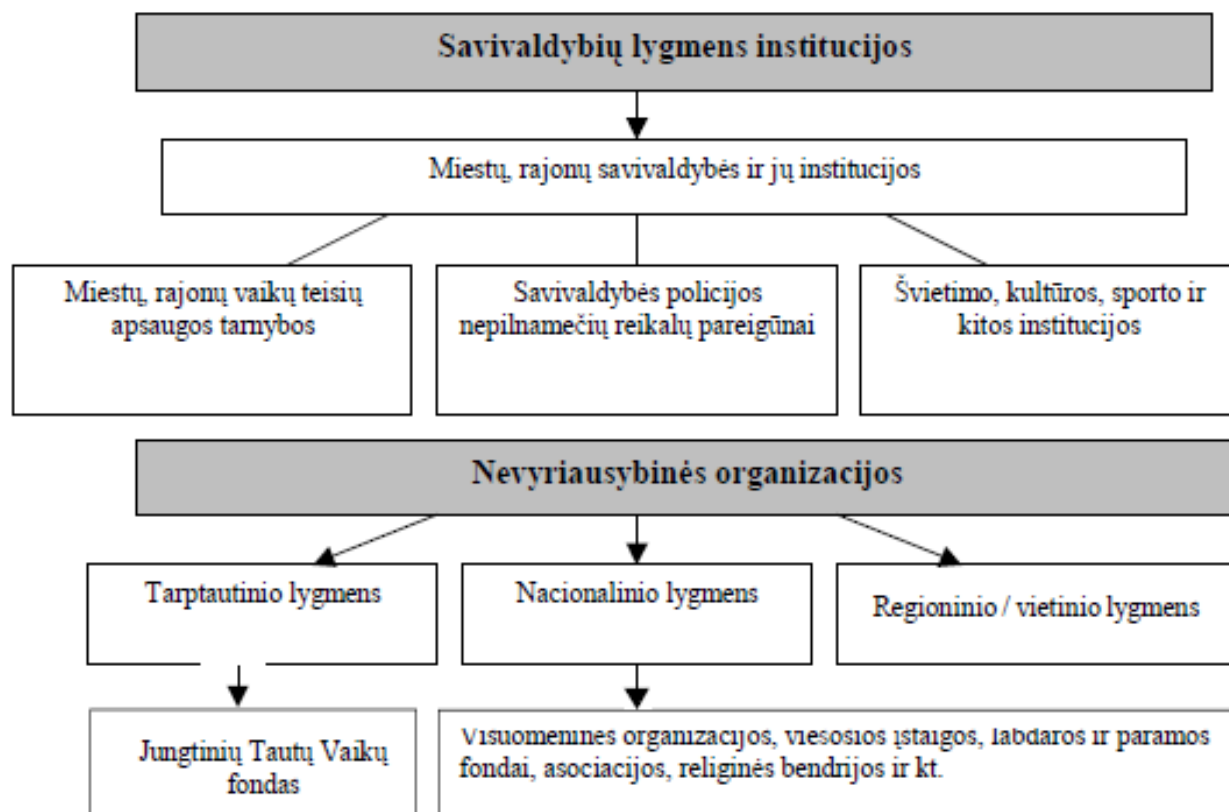 Savivaldybių lygmens institucijos
Miestų, rajonų savivaldybės ir jų institucijos
Miestų, rajonų vaikų teisių
apsaugos tarnybos
Savivaldybės policijos
nepilnamečių reikalų pareigūnai
Švietimo, kultūros, sporto ir
kitos institucijos
Nevyriausybinės organizacijos
Tarptautinio lygmens
Nacionalinio lygmens
Regioninio / vietinio lygmens
Jungtinių Tautų Vaikų
fondas
Visuomeninės organizacijos, viešosios įstaigos, labdaros ir paramos
fondai, asociacijos, religinės bendrijos ir kt.